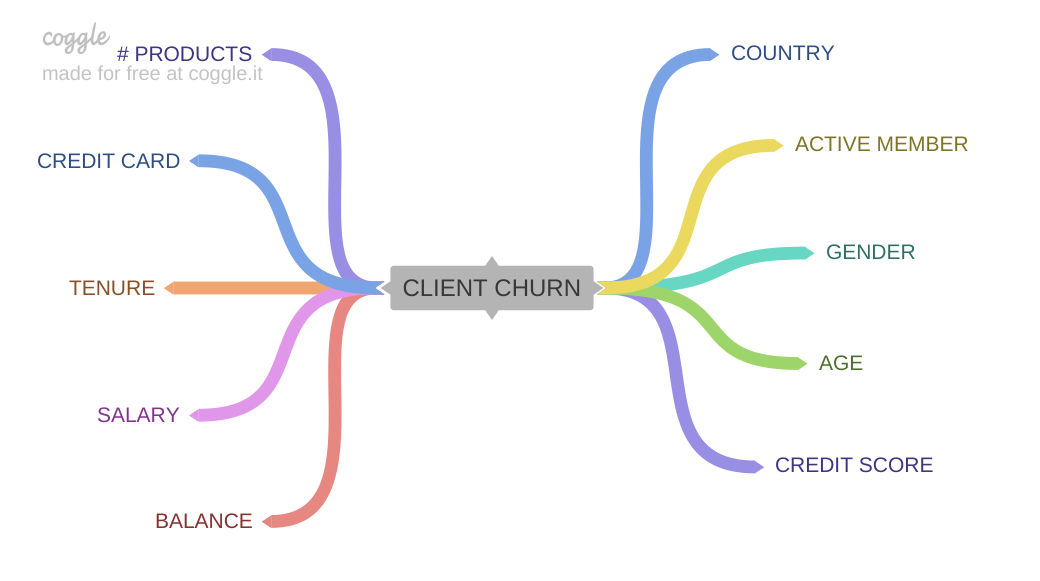 coggle
made for free at coggle.it
# PRODUCTS
CREDIT CARD
TENURE
SALARY
BALANCE
CLIENT CHURN
COUNTRY
ACTIVE MEMBER
GENDER
AGE
CREDIT SCORE